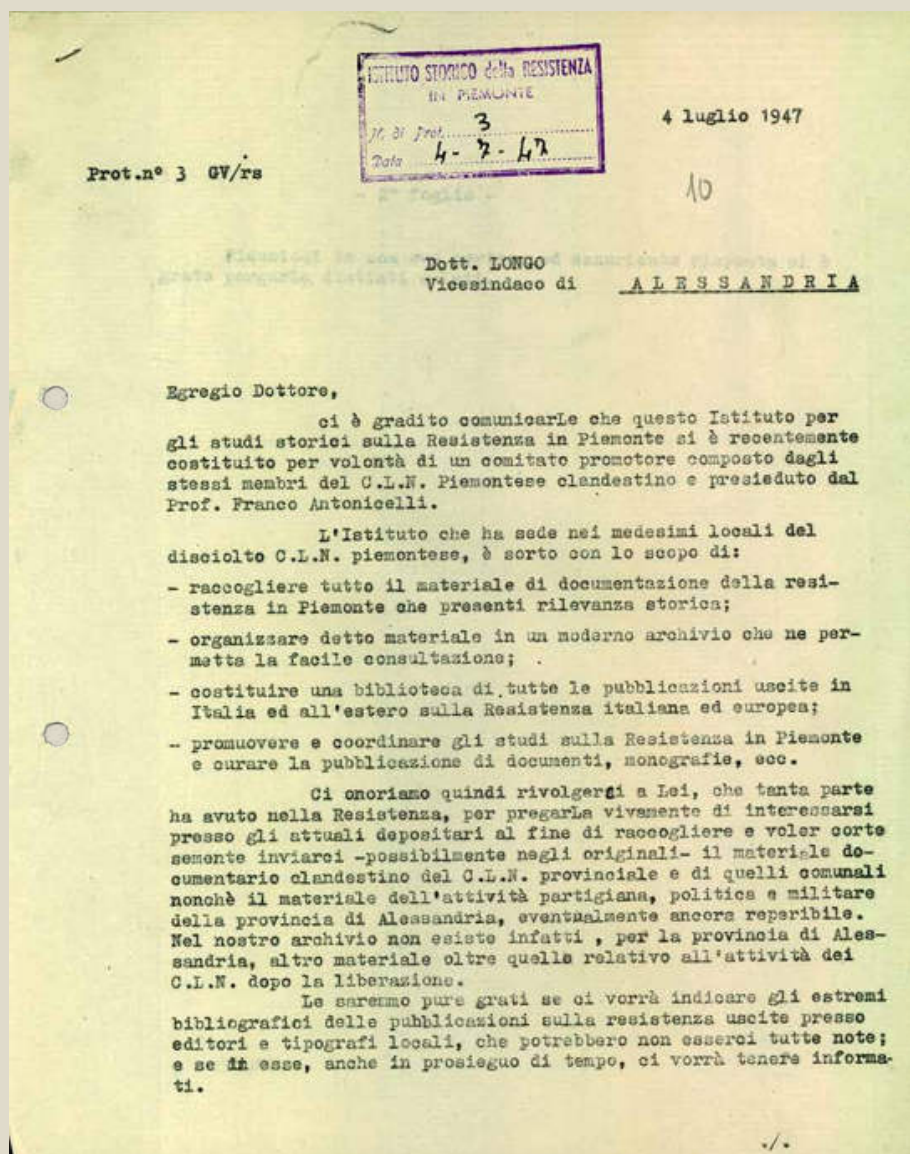 ISTITUTO STORICO della RESISTENZA
IN PIEMONTE
N. di Prot. 3
Data 4-7-47
4 luglio 1947
Prot.n° 3 GV/rs
10
- 2° foglio -
Dott. LONGO
Vicesindaco di ALESSANDRIA
Egregio Dottore,
ci è gradito comunicarLe che questo Istituto per
gli studi storici sulla Resistenza in Piemonte si è recentemente
costituito per volontà di un comitato promotore composto dagli
stessi membri del C.L.N. Piemontese clandestino e presieduto dal
Prof. Franco Antonicelli.
L'Istituto che ha sede nei medesimi locali del
disciolto C.L.N. piemontese, è sorto con lo scopo di:
- raccogliere tutto il materiale di documentazione della resi-
stenza in Piemonte che presenti rilevanza storica;
- organizzare detto materiale in un moderno archivio che ne per-
metta la facile consultazione;
- costituire una biblioteca di tutte le pubblicazioni uscite in
Italia ed all'estero sulla Resistenza italiana ed europea;
- promuovere e coordinare gli studi sulla Resistenza in Piemonte
e curare la pubblicazione di documenti, monografie, ecc.
Ci onoriamo quindi rivolgerci a Lei, che tanta parte
ha avuto nella Resistenza, per pregarLa vivamente di interessarsi
presso gli attuali depositari al fine di raccogliere e voler corte
semente inviarci -possibilmente negli originali- il materiale do-
cumentario clandestino del C.L.N. provinciale e di quelli comunali
nonchè il materiale dell'attività partigiana, politica e militare
della provincia di Alessandria, eventualmente ancora reperibile.
Nel nostro archivio non esiste infatti , per la provincia di Ales-
sandria, altro materiale oltre quello relativo all'attività dei
C.L.N. dopo la liberazione.
Le saremmo pure grati se ci vorrà indicare gli estremi
bibliografici delle pubblicazioni sulla resistenza uscite presso
editori e tipografi locali, che potrebbero non esserci tutte note;
e se di esse, anche in prosieguo di tempo, ci vorrà tenere informa-
ti.
./.